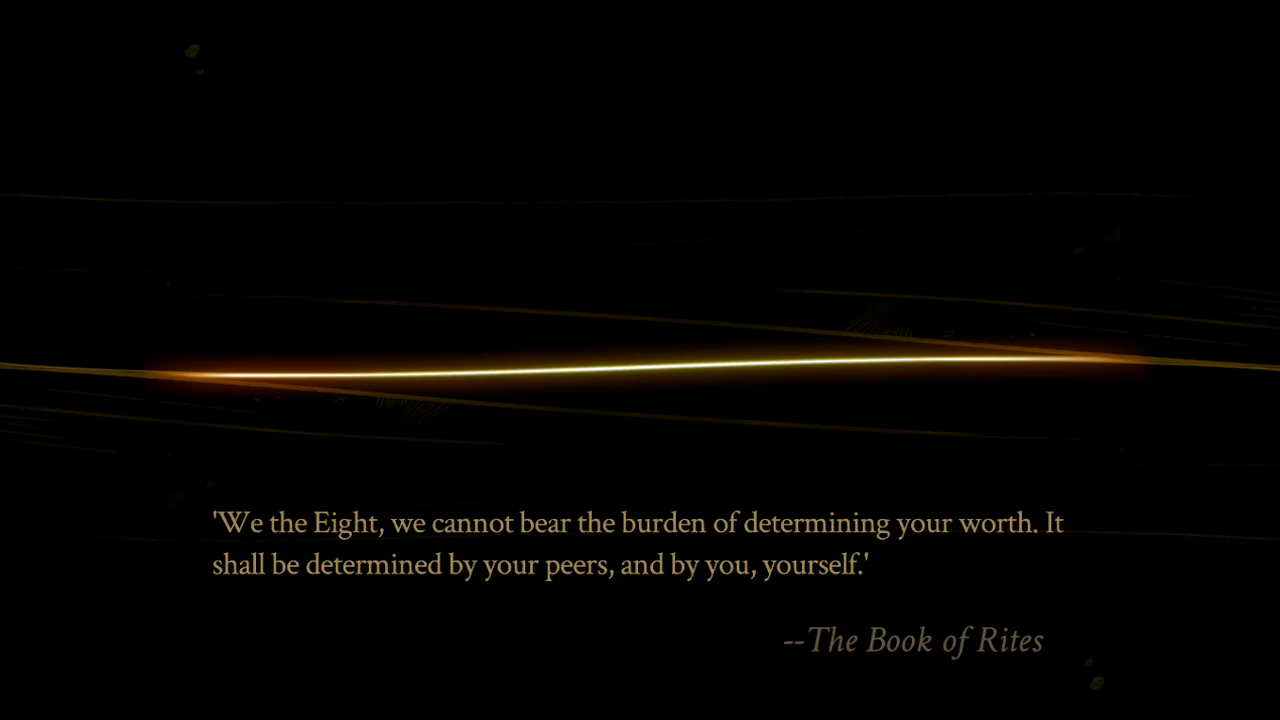 'We the Eight, we cannot bear the burden of determining your worth. It
shall be determined by your peers, and by you, yourself.'
--The Book of Rites